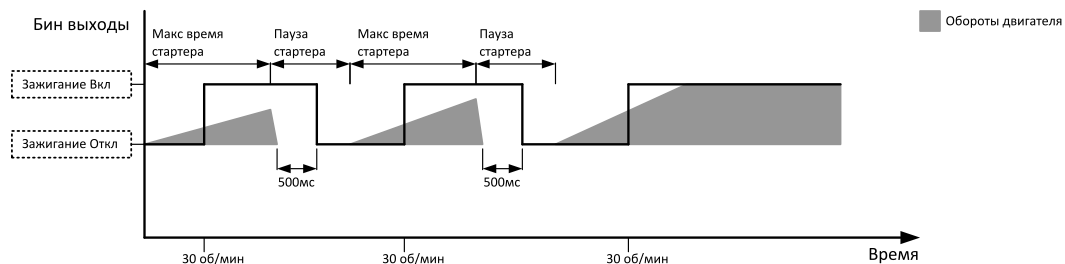 Бин выходы
Обороты двигателя
Макс время
стартера
Пауза
стартера
Макс время
стартера
Пауза
стартера
Зажигание Вкл
Зажигание Откл
500мс
500мс
Время
30 об/мин
30 об/мин
30 об/мин